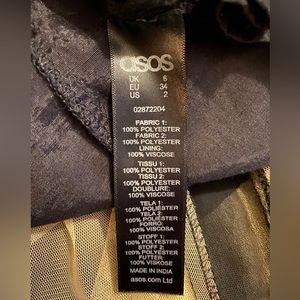 asos
UK 6
EU 34
US 2
02872204
FABRIC 1:
100% POLYESTER
FABRIC 2:
100% POLYESTER
LINING:
100% VISCOSE
TISSU 1:
100% POLYESTER
TISSU 2:
100% POLYESTER
DOUBLURE:
100% VISCOSE
TELA 1:
100% POLIÉSTER
TELA 2:
100% POLIÉSTER
FORRO:
100% VISCOSA
STOFF 1:
100% POLYESTER
STOFF 2:
100% POLYESTER
FUTTER:
100% VISKOSE
MADE IN INDIA
asos.com Ltd